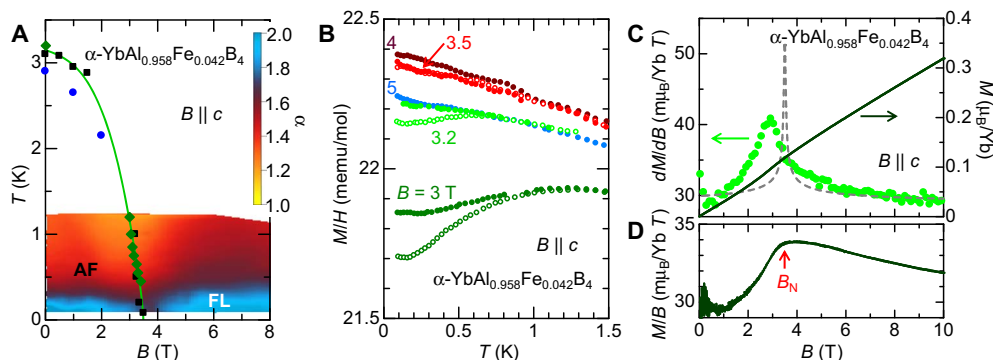 A
α-YbAl0.958Fe0.042B4
B || c
AF
FL
T (K)
3
2
1
0
0 2 4 6 8
B (T)
α
2.0
1.8
1.6
1.4
1.2
1.0
B
4
3.5
5
3.2
B = 3 T
B || c
α-YbAl0.958Fe0.042B4
M/H (memu/mol)
22.5
22
21.5
0 0.5 1 1.5
T (K)
C
α-YbAl0.958Fe0.042B4
B || c
dM/dB (mμB/Yb T)
50
45
40
35
30
M (μB/Yb)
0.4
0.3
0.2
0.1
0
D
BN
M/B (mμB/Yb T)
35
30
29
0 2 4 6 8 10
B (T)